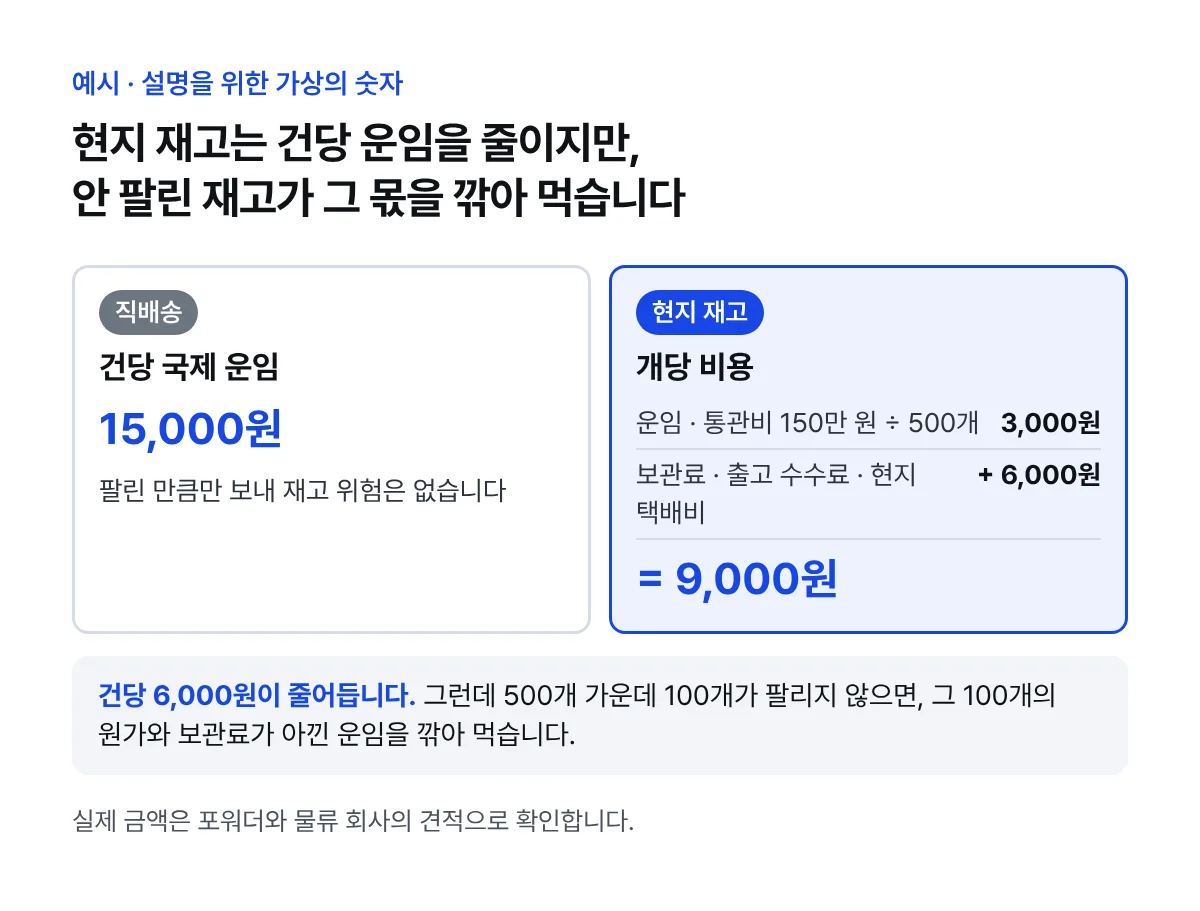 예시 · 설명을 위한 가상의 숫자
현지 재고는 건당 운임을 줄이지만,
안 팔린 재고가 그 몫을 깎아 먹습니다
직배송
건당 국제 운임
15,000원
팔린 만큼만 보내 재고 위험은 없습니다
현지 재고
개당 비용
운임 · 통관비 150만 원 ÷ 500개 3,000원
보관료 · 출고 수수료 · 현지 + 6,000원
택배비
= 9,000원
건당 6,000원이 줄어듭니다. 그런데 500개 가운데 100개가 팔리지 않으면, 그 100개의
원가와 보관료가 아낀 운임을 깎아 먹습니다.
실제 금액은 포워더와 물류 회사의 견적으로 확인합니다.